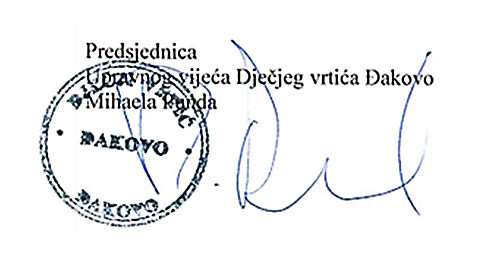 Predsjednica
Upravnog vijeća Dječjeg vrtića Đakovo
Mihaela
ĐAKOVO
ĐAKOVO